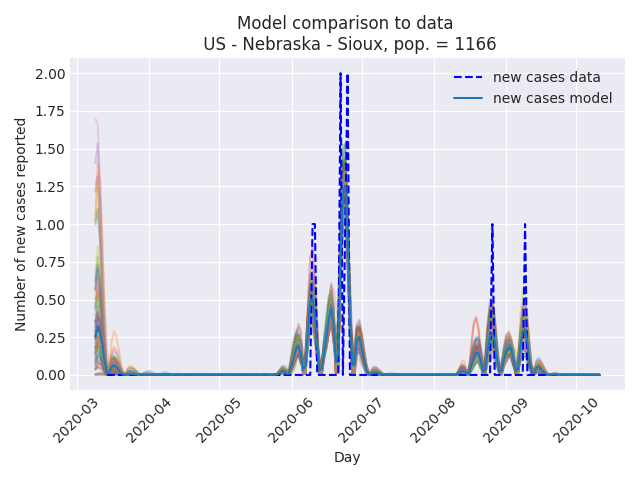 Model comparison to data
US - Nebraska - Sioux, pop. = 1166
new cases data
new cases model
Number of new cases reported
2.00
1.75
1.50
1.25
1.00
0.75
0.50
0.25
0.00
2020-03
2020-04
2020-05
2020-06
2020-07
2020-08
2020-09
2020-10
Day